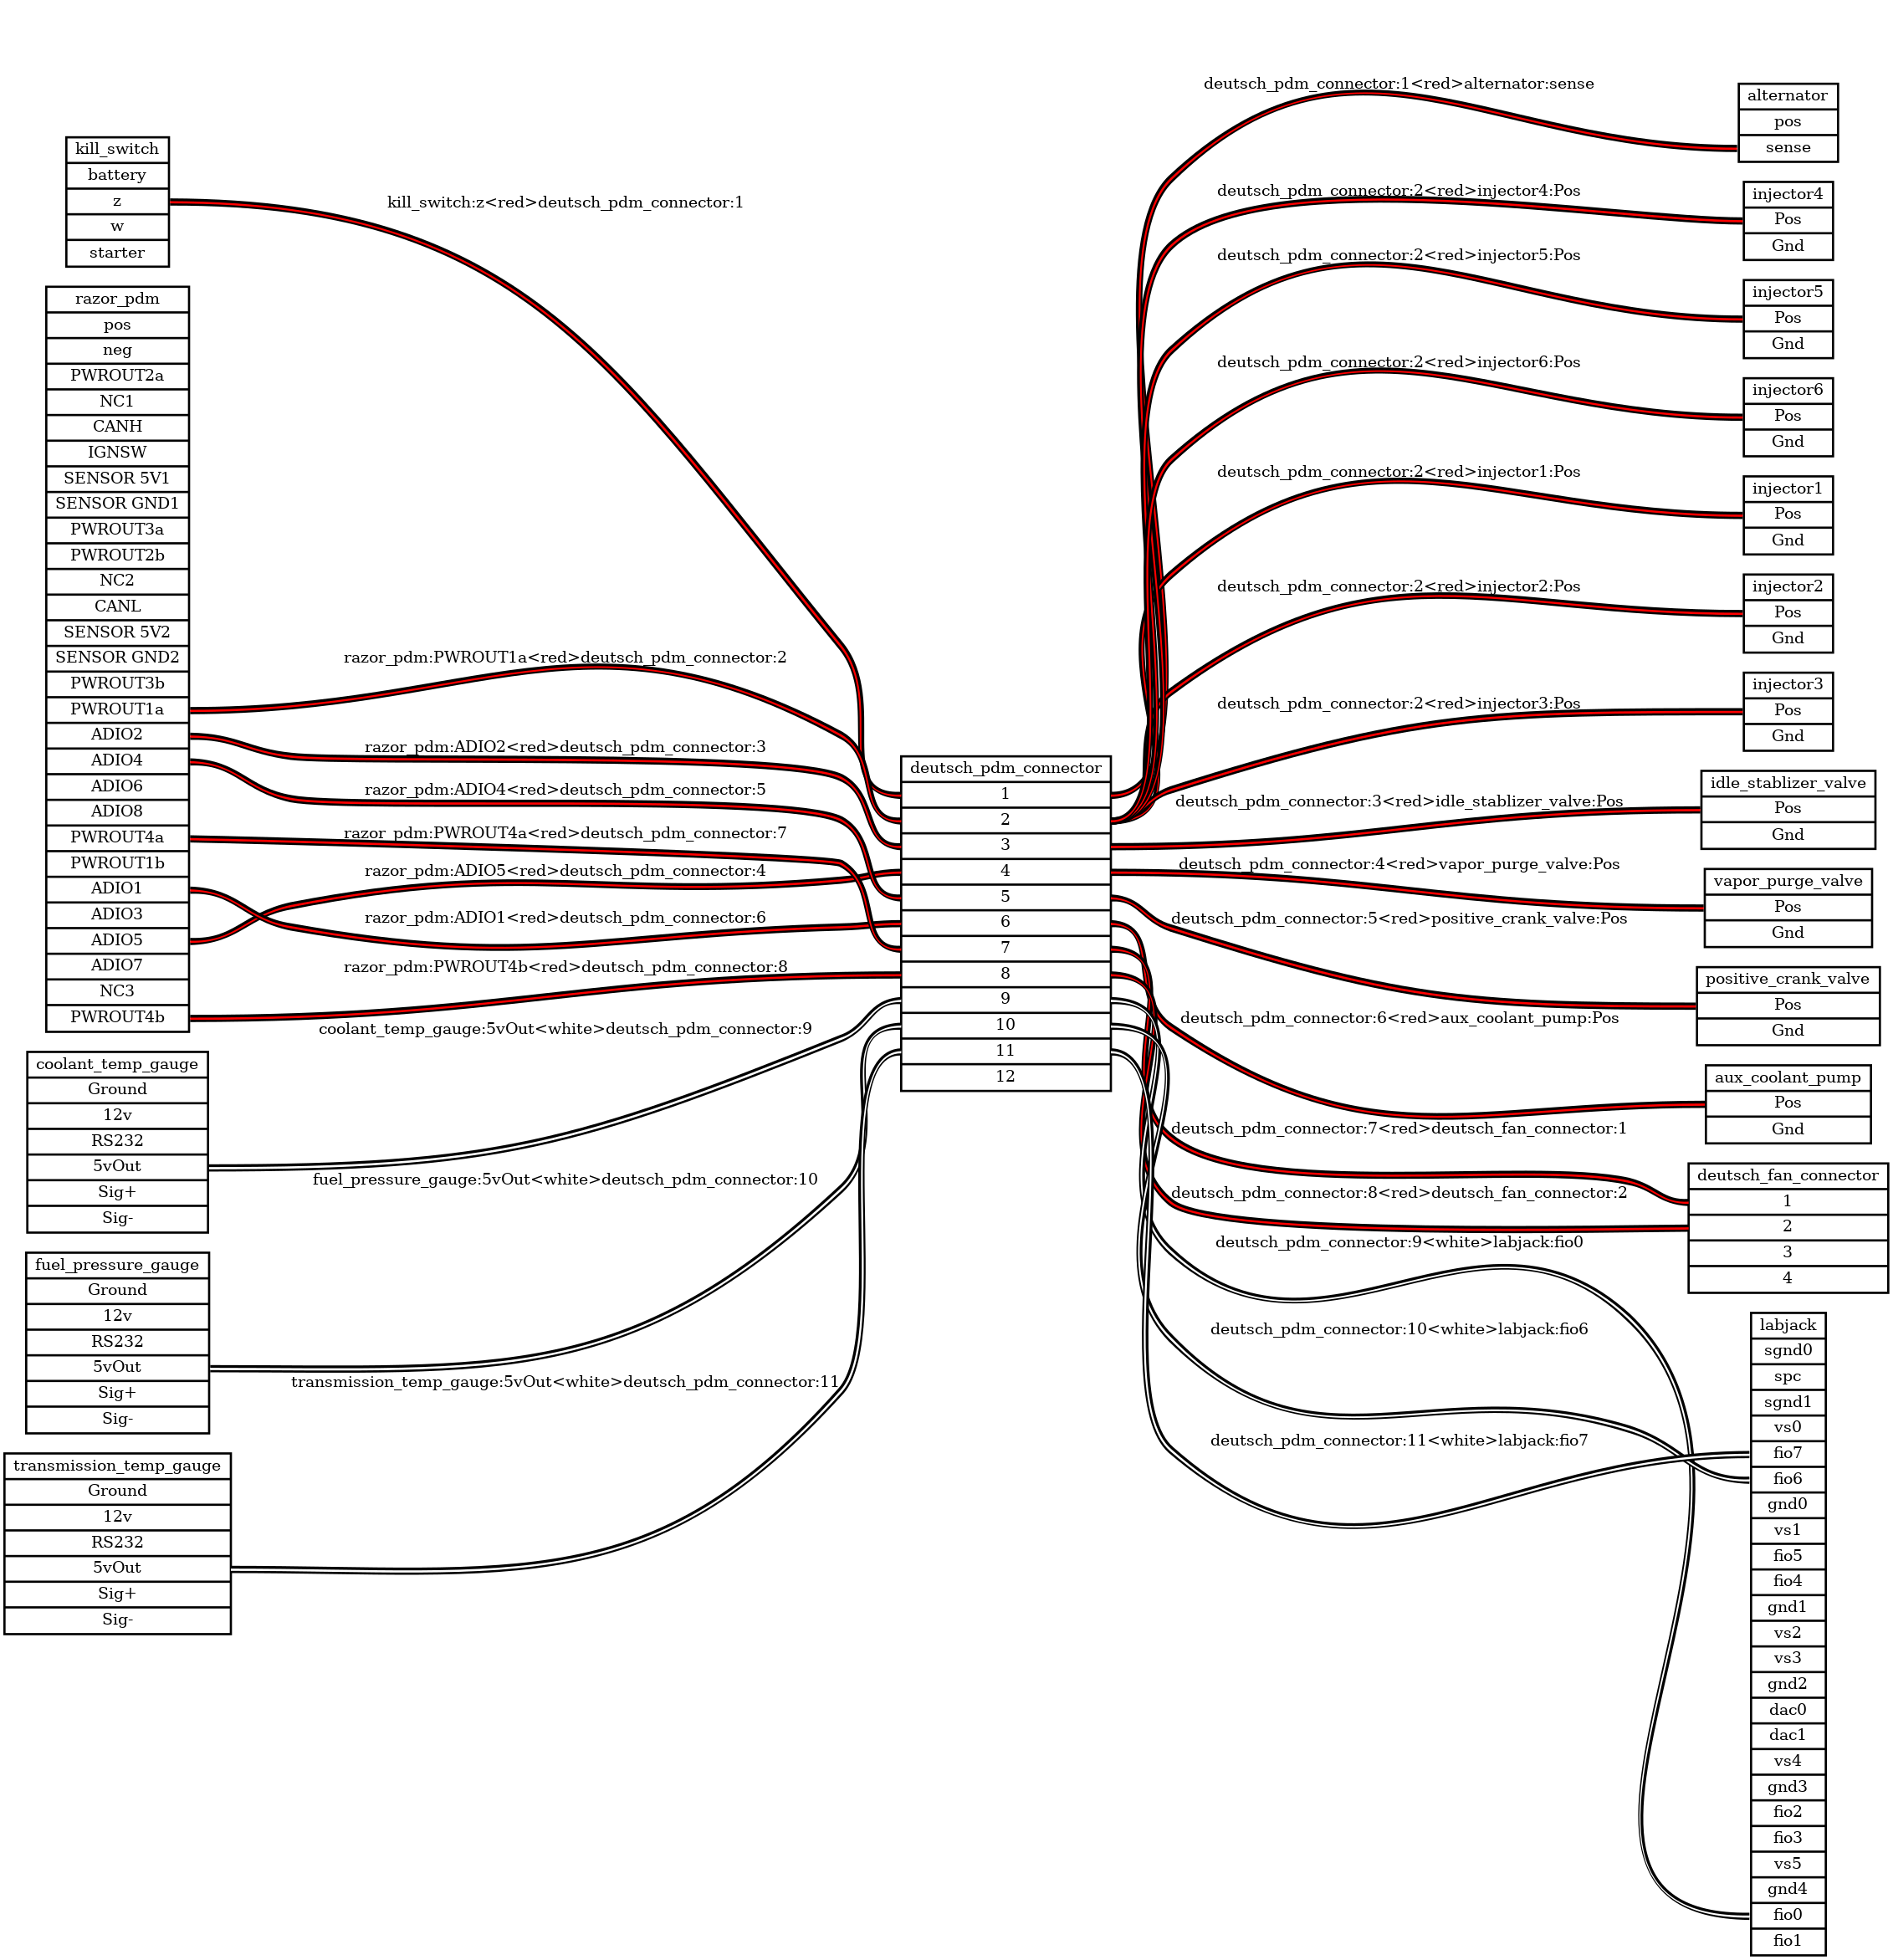 kill_switch
battery
z
w
starter
razor_pdm
pos
neg
PWROUT2a
NC1
CANH
IGNSW
SENSOR 5V1
SENSOR GND1
PWROUT3a
PWROUT2b
NC2
CANL
SENSOR 5V2
SENSOR GND2
PWROUT3b
PWROUT1a
ADIO2
ADIO4
ADIO6
ADIO8
PWROUT4a
PWROUT1b
ADIO1
ADIO3
ADIO5
ADIO7
NC3
PWROUT4b
coolant_temp_gauge
Ground
12v
RS232
5vOut
Sig+
Sig-
fuel_pressure_gauge
Ground
12v
RS232
5vOut
Sig+
Sig-
transmission_temp_gauge
Ground
12v
RS232
5vOut
Sig+
Sig-
kill_switch:z<red>deutsch_pdm_connector:1
razor_pdm:PWROUT1a<red>deutsch_pdm_connector:2
razor_pdm:ADIO2<red>deutsch_pdm_connector:3
razor_pdm:ADIO4<red>deutsch_pdm_connector:5
razor_pdm:PWROUT4a<red>deutsch_pdm_connector:7
razor_pdm:ADIO5<red>deutsch_pdm_connector:4
razor_pdm:ADIO1<red>deutsch_pdm_connector:6
razor_pdm:PWROUT4b<red>deutsch_pdm_connector:8
coolant_temp_gauge:5vOut<white>deutsch_pdm_connector:9
fuel_pressure_gauge:5vOut<white>deutsch_pdm_connector:10
transmission_temp_gauge:5vOut<white>deutsch_pdm_connector:11
deutsch_pdm_connector
1
2
3
4
5
6
7
8
9
10
11
12
deutsch_pdm_connector:1<red>alternator:sense
deutsch_pdm_connector:2<red>injector4:Pos
deutsch_pdm_connector:2<red>injector5:Pos
deutsch_pdm_connector:2<red>injector6:Pos
deutsch_pdm_connector:2<red>injector1:Pos
deutsch_pdm_connector:2<red>injector2:Pos
deutsch_pdm_connector:2<red>injector3:Pos
deutsch_pdm_connector:3<red>idle_stablizer_valve:Pos
deutsch_pdm_connector:4<red>vapor_purge_valve:Pos
deutsch_pdm_connector:5<red>positive_crank_valve:Pos
deutsch_pdm_connector:6<red>aux_coolant_pump:Pos
deutsch_pdm_connector:7<red>deutsch_fan_connector:1
deutsch_pdm_connector:8<red>deutsch_fan_connector:2
deutsch_pdm_connector:9<white>labjack:fio0
deutsch_pdm_connector:10<white>labjack:fio6
deutsch_pdm_connector:11<white>labjack:fio7
alternator
pos
sense
injector4
Pos
Gnd
injector5
Pos
Gnd
injector6
Pos
Gnd
injector1
Pos
Gnd
injector2
Pos
Gnd
injector3
Pos
Gnd
idle_stablizer_valve
Pos
Gnd
vapor_purge_valve
Pos
Gnd
positive_crank_valve
Pos
Gnd
aux_coolant_pump
Pos
Gnd
deutsch_fan_connector
1
2
3
4
labjack
sgnd0
spc
sgnd1
vs0
fio7
fio6
gnd0
vs1
fio5
fio4
gnd1
vs2
vs3
gnd2
dac0
dac1
vs4
gnd3
fio2
fio3
vs5
gnd4
fio0
fio1